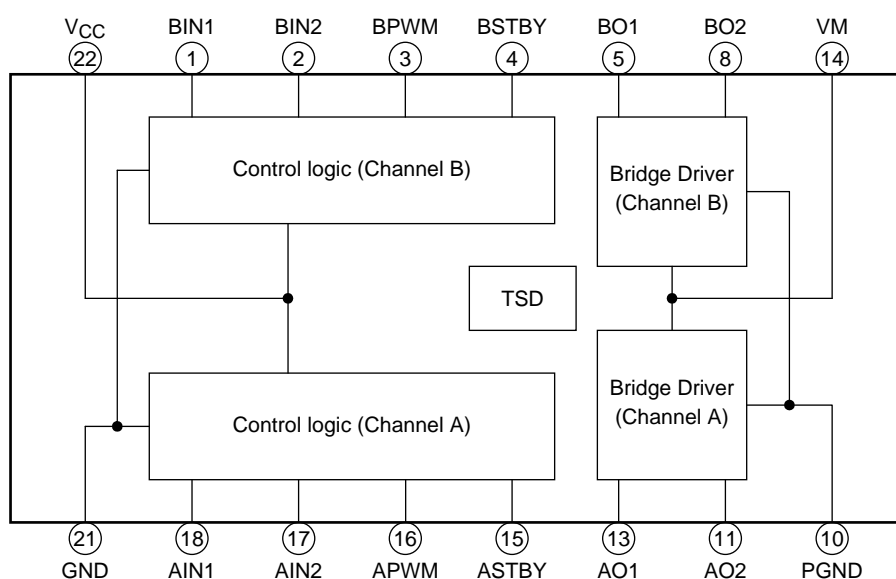 VCC BIN1 BIN2 BPWM BSTBY BO1 BO2 VM
22 1 2 3 4 5 8 14
Control logic (Channel B)
Bridge Driver
(Channel B)
TSD
Control logic (Channel A)
Bridge Driver
(Channel A)
21 18 17 16 15 13 11 10
GND AIN1 AIN2 APWM ASTBY AO1 AO2 PGND